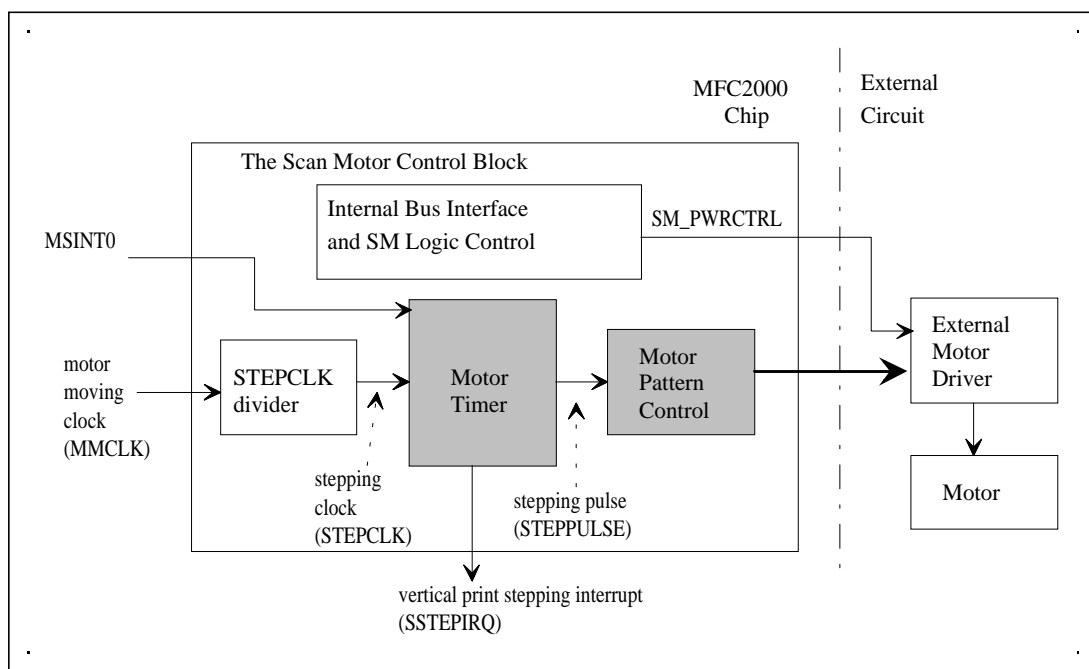 MFC2000
Chip
External
Circuit
The Scan Motor Control Block
Internal Bus Interface
and SM Logic Control
SM_PWRCTRL
MSINT0
motor
moving
clock
(MMCLK)
STEPCLK
divider
Motor
Timer
Motor
Pattern
Control
External
Motor
Driver
stepping
clock
(STEPCLK)
stepping pulse
(STEPPULSE)
Motor
vertical print stepping interrupt
(SSTEPIRQ)